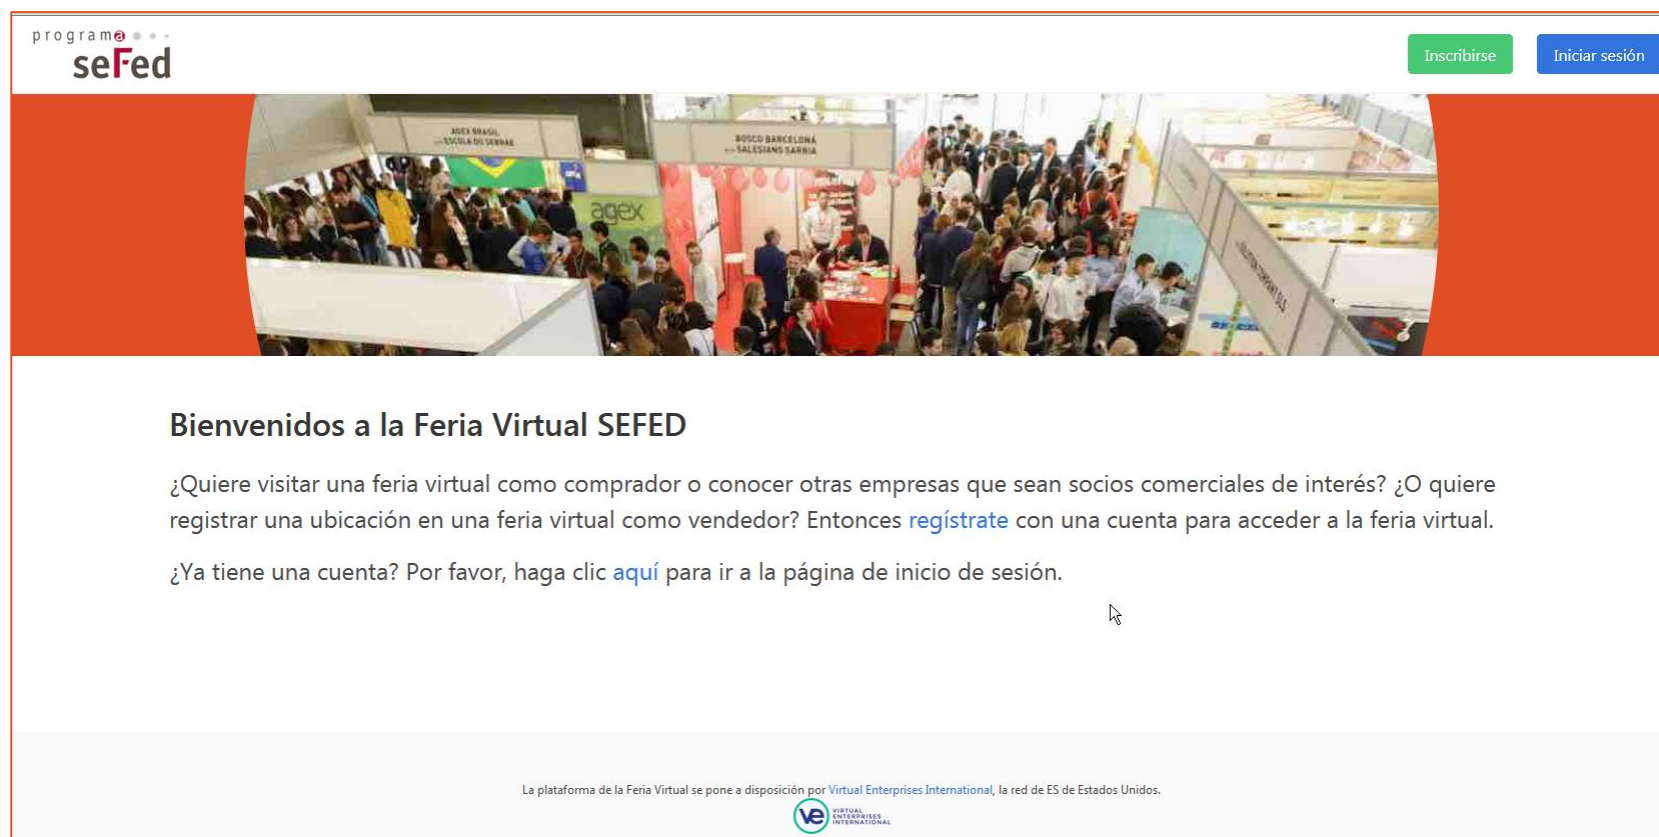 programa
seFed
Inscribirse
Iniciar sesión
AGEX BRASIL
ESCOLA DO SEBRAE
BOSCO BARCELONA
SALESIANS SARRIÀ
agex
Bienvenidos a la Feria Virtual SEFED
¿Quiere visitar una feria virtual como comprador o conocer otras empresas que sean socios comerciales de interés? ¿O quiere
registrar una ubicación en una feria virtual como vendedor? Entonces regístrate con una cuenta para acceder a la feria virtual.
¿Ya tiene una cuenta? Por favor, haga clic aquí para ir a la página de inicio de sesión.
La plataforma de la Feria Virtual se pone a disposición por Virtual Enterprises International, la red de ES de Estados Unidos.
ve
VIRTUAL
ENTERPRISES
INTERNATIONAL